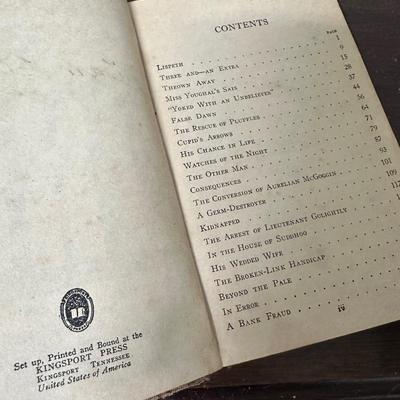 CONTENTS
PAGE
LISPETH 1
THREE AND—AN EXTRA 9
THROWN AWAY 15
MISS YOUGHAL'S SAIS 28
"YOKED WITH AN UNBELIEVER" 37
FALSE DAWN 44
THE RESCUE OF PLUFFLES 56
CUPID'S ARROWS 64
HIS CHANCE IN LIFE 71
WATCHES OF THE NIGHT 79
THE OTHER MAN 87
CONSEQUENCES 93
THE CONVERSION OF AURELIAN MCGOGGIN 101
A GERM-DESTROYER 109
KIDNAPPED 117
THE ARREST OF LIEUTENANT GOLIGHTLY
IN THE HOUSE OF SUDDHOO
HIS WEDDED WIFE
THE BROKEN-LINK HANDICAP
BEYOND THE PALE
IN ERROR
A BANK FRAUD
iv
Set up, Printed and Bound at the
KINGSPORT PRESS
KINGSPORT TENNESSEE
United States of America